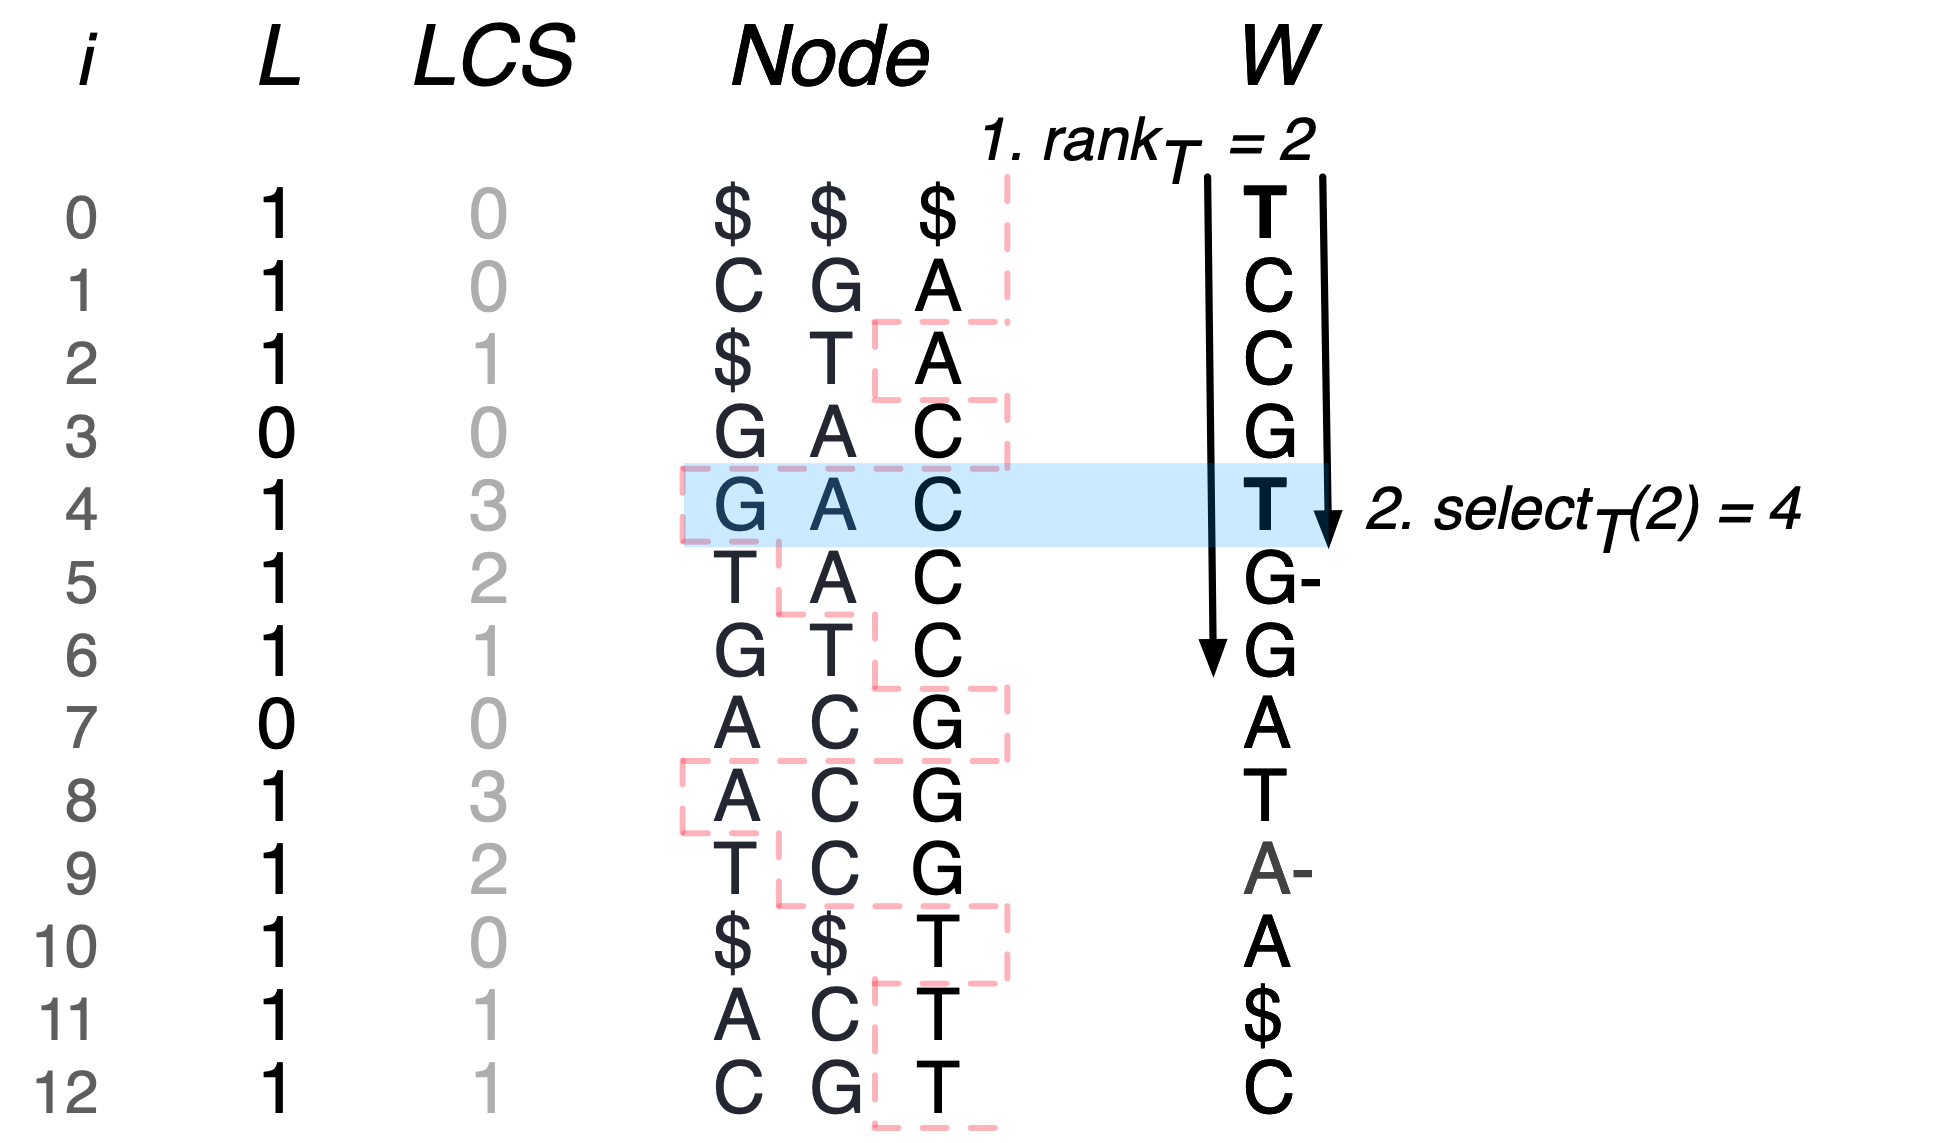 i L LCS Node W
1. rankT = 2
0 1 0 $ $ $ T
1 1 0 C G A C
2 1 1 $ T A C
3 0 0 G A C G
4 1 3 G A C T 2. selectT(2) = 4
5 1 2 T A C G-
6 1 1 G T C G
7 0 0 A C G A
8 1 3 A C G T
9 1 2 T C G A-
10 1 0 $ $ T A
11 1 1 A C T $
12 1 1 C G T C